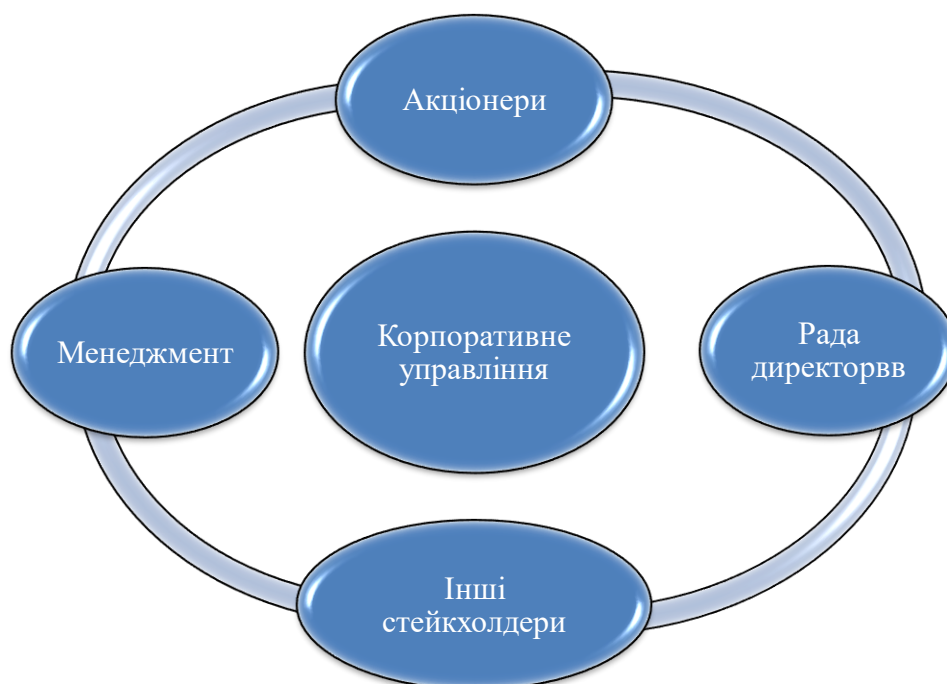 Акціонери
Менеджмент
Корпоративне
управління
Рада
директорвв
Інші
стейкхолдери